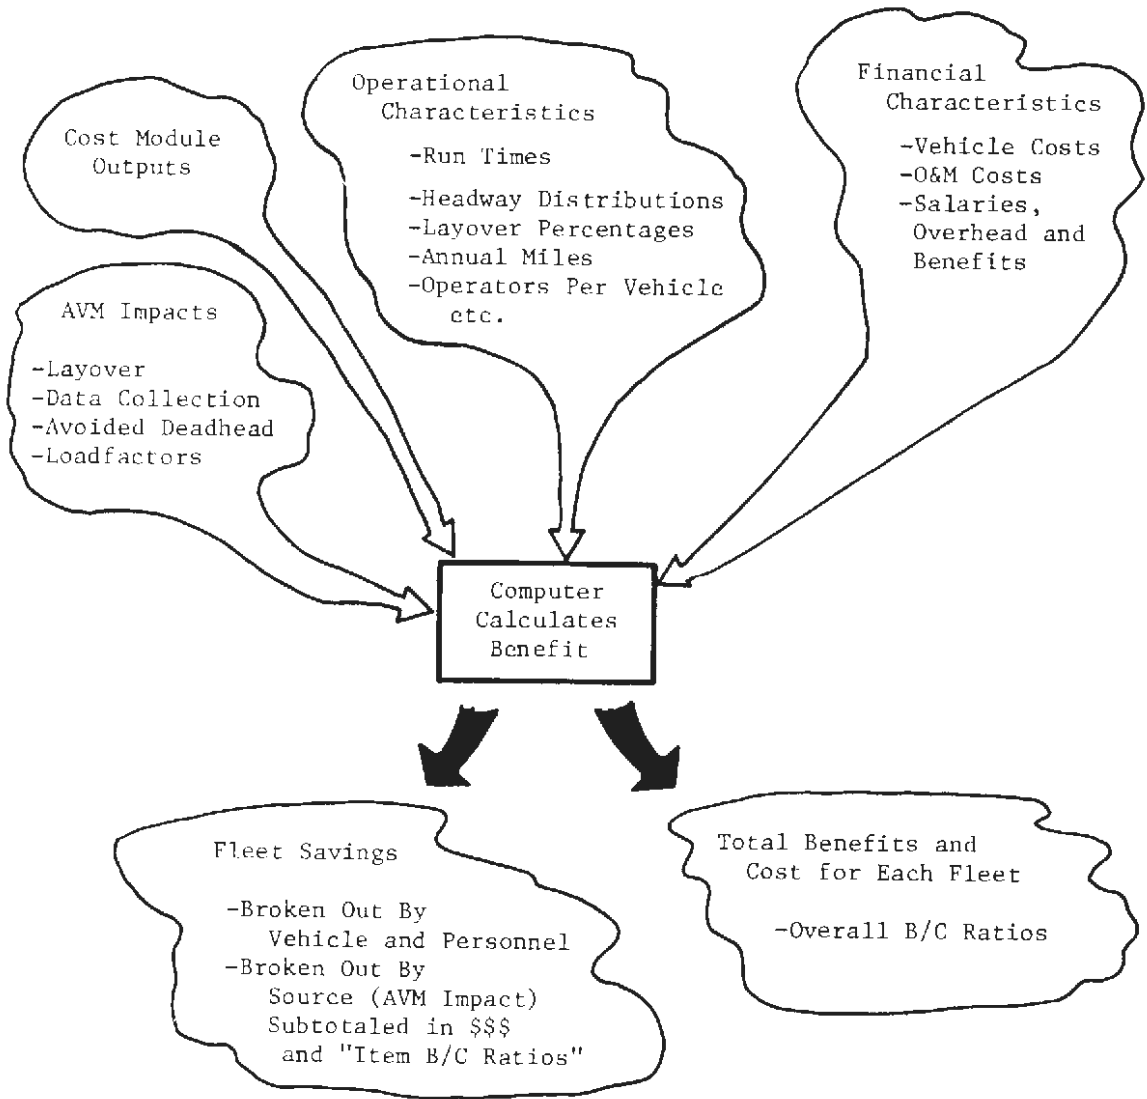 Cost Module
Outputs
Operational
Characteristics
-Run Times
-Headway Distributions
-Layover Percentages
-Annual Miles
-Operators Per Vehicle
etc.
Financial
Characteristics
-Vehicle Costs
-O&M Costs
-Salaries,
Overhead and
Benefits
AVM Impacts
-Layover
-Data Collection
-Avoided Deadhead
-Loadfactors
Computer
Calculates
Benefit
Fleet Savings
-Broken Out By
Vehicle and Personnel
-Broken Out By
Source (AVM Impact)
Subtotaled in $$$
and "Item B/C Ratios"
Total Benefits and
Cost for Each Fleet
-Overall B/C Ratios